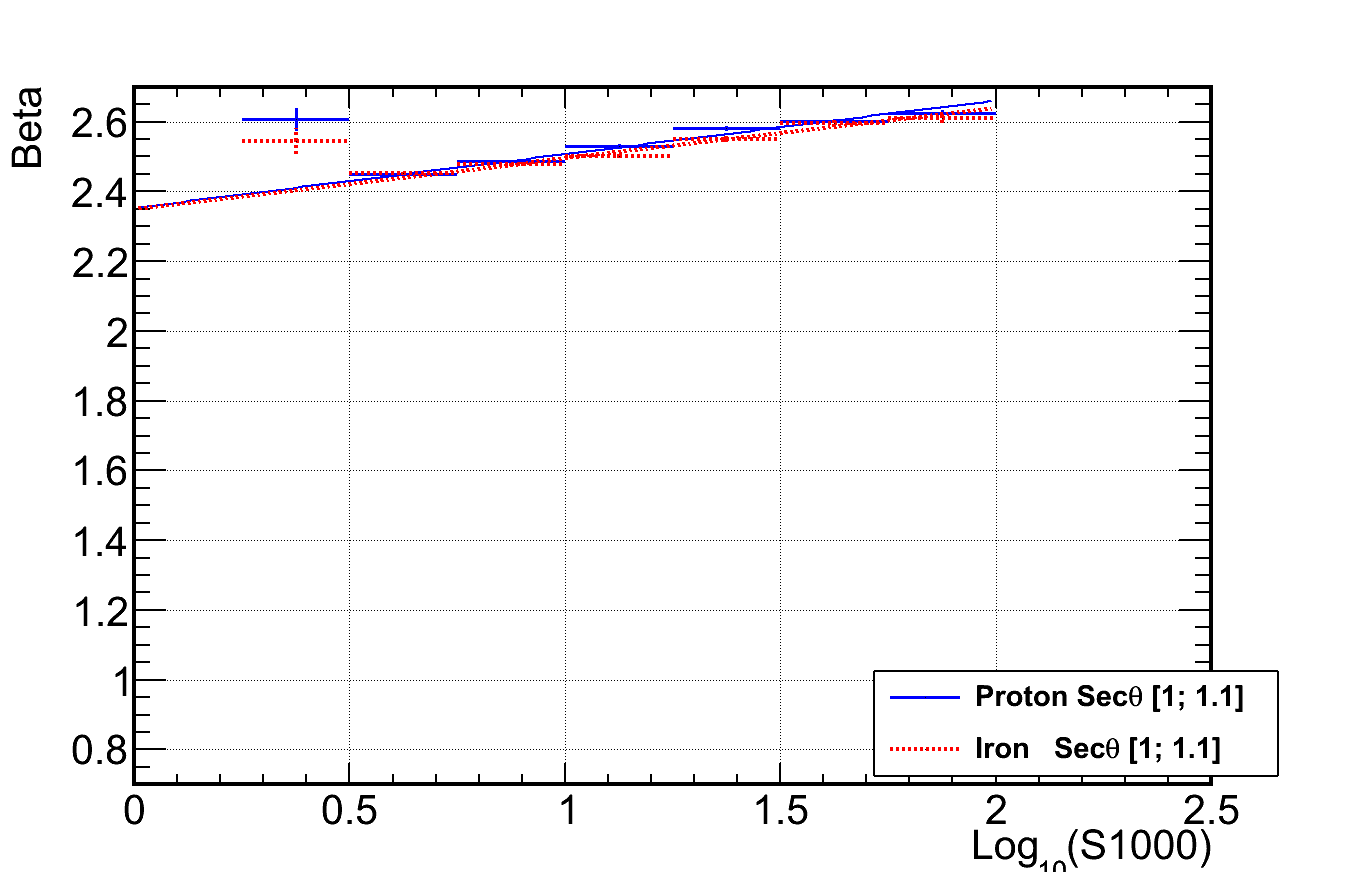 Beta
2.6
2.4
2.2
2
1.8
1.6
1.4
1.2
1
0.8
Proton Secθ [1; 1.1]
Iron Secθ [1; 1.1]
0 0.5 1 1.5 2 2.5
Log10(S1000)